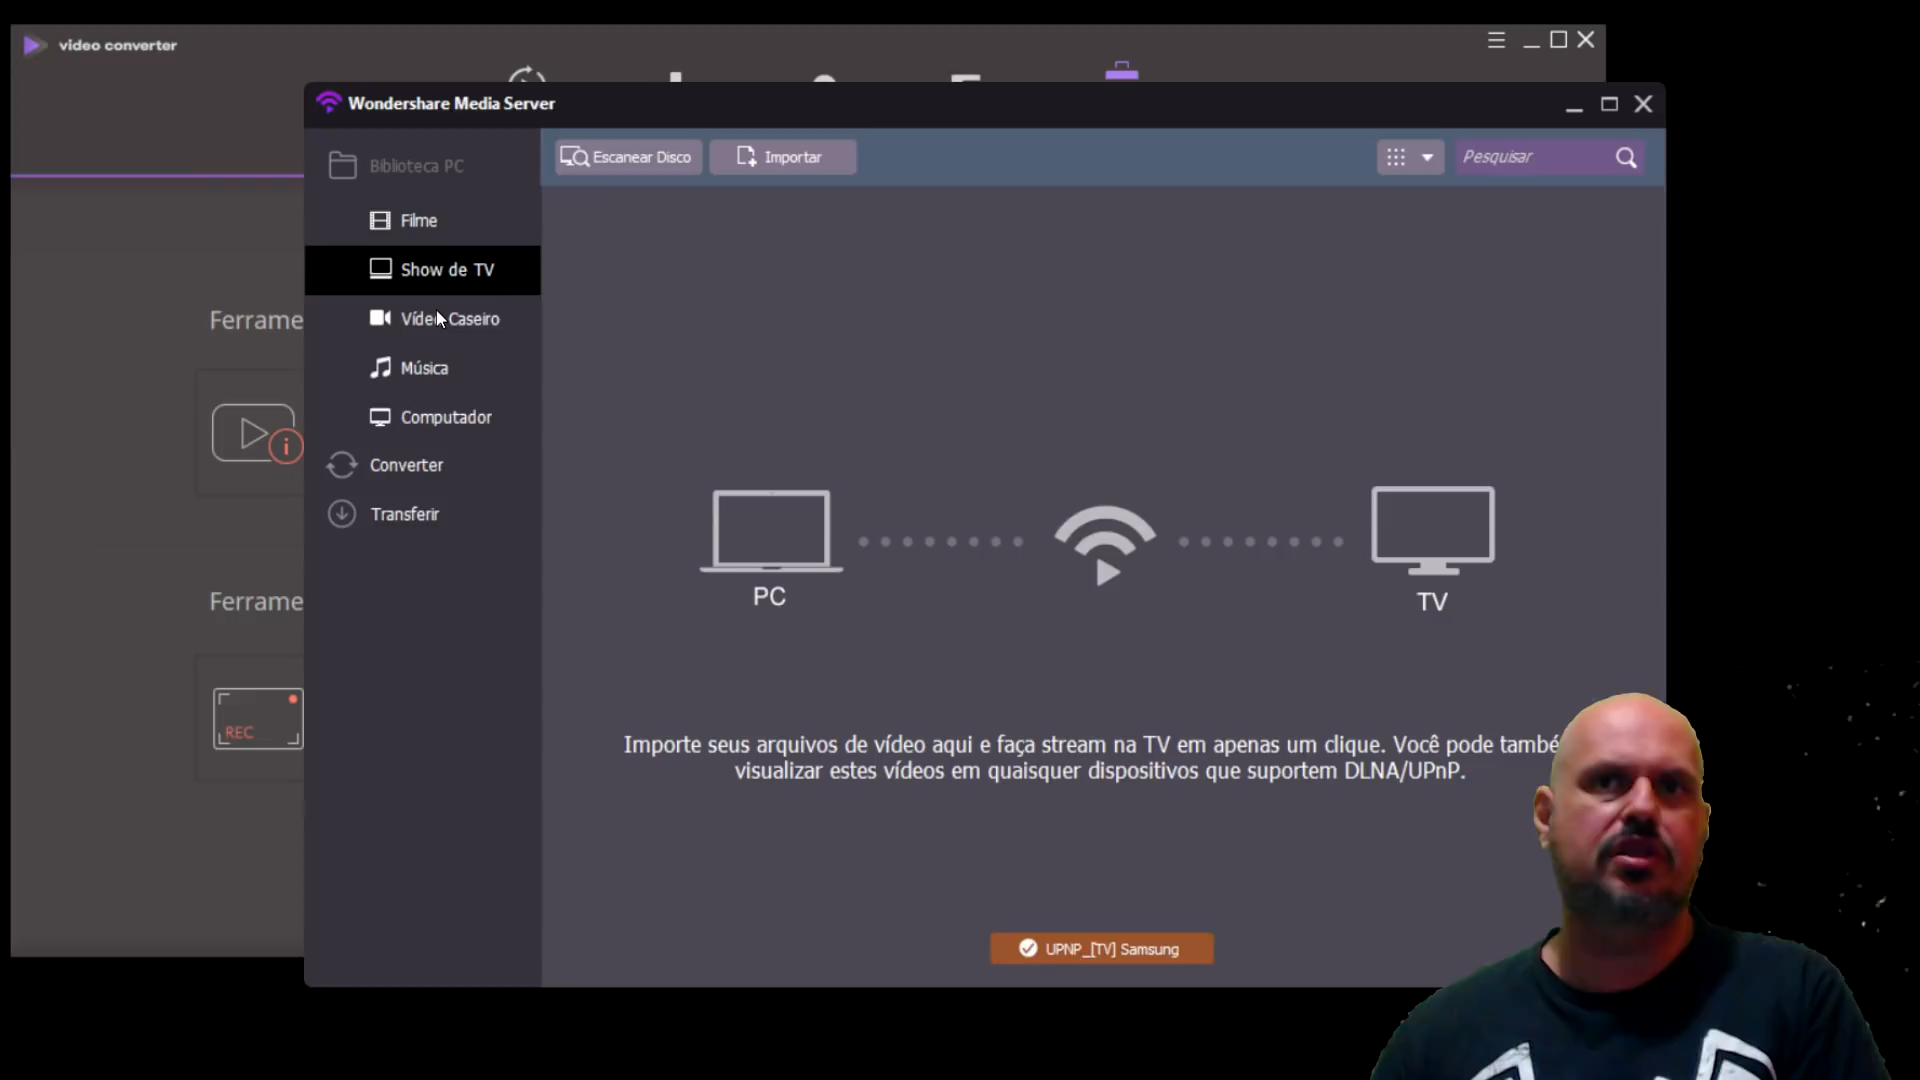 video converter
Wondershare Media Server
Biblioteca PC
Escanear Disco
Importar
Pesquisar
Filme
Show de TV
Vídeo Caseiro
Música
Computador
Converter
Transferir
Ferrame
Ferrame
REC
PC
TV
Importe seus arquivos de vídeo aqui e faça stream na TV em apenas um clique. Você pode també
visualizar estes vídeos em quaisquer dispositivos que suportem DLNA/UPnP.
UPNP_[TV] Samsung